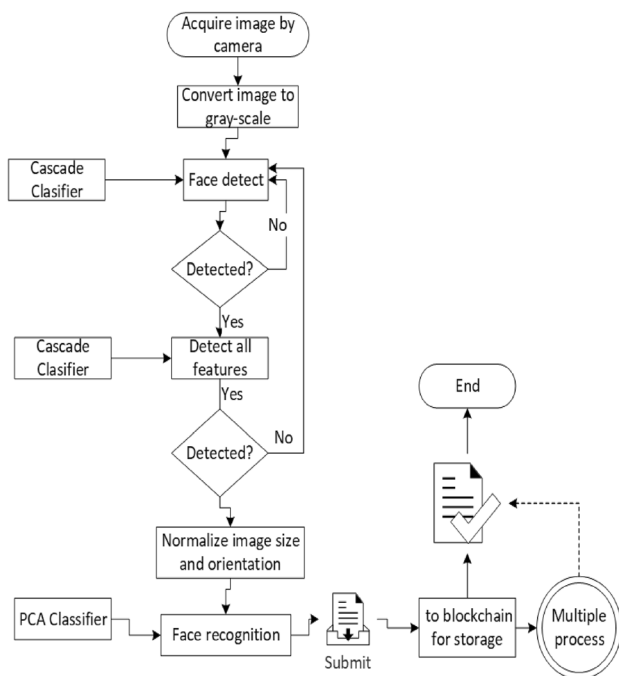 Acquire image by
camera
Convert image to
gray-scale
Cascade
Clasifier
Face detect
No
Detected?
Yes
Cascade
Clasifier
Detect all
features
Yes
Detected?
No
Normalize image size
and orientation
PCA Classifier
Face recognition
Submit
to blockchain
for storage
Multiple
process
End